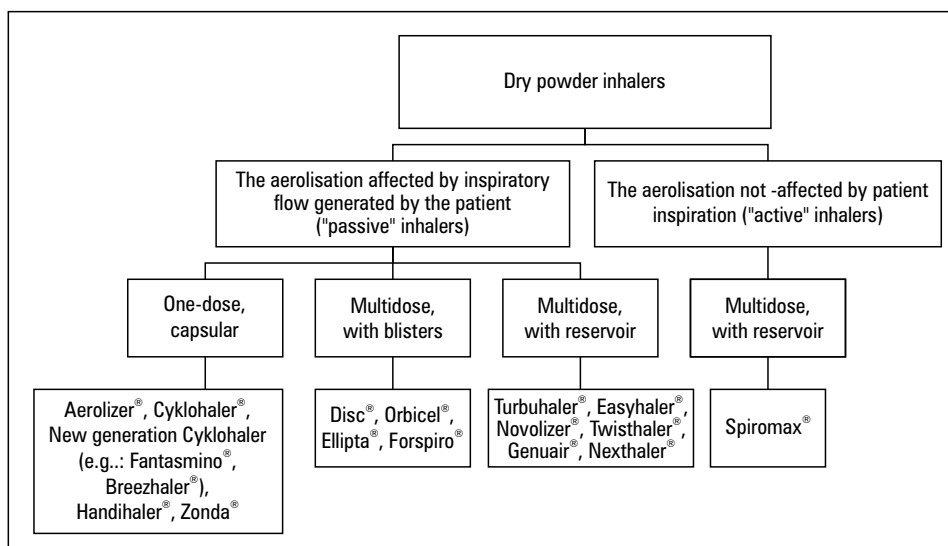 Dry powder inhalers
The aerolisation affected by inspiratory
flow generated by the patient
("passive" inhalers)
The aerolisation not -affected by patient
inspiration ("active" inhalers)
One-dose,
capsular
Multidose,
with blisters
Multidose,
with reservoir
Multidose,
with reservoir
Aerolizer®, Cyklohaler®,
New generation Cyklohaler
(e.g..: Fantasmino®,
Breezhaler®),
Handihaler®, Zonda®
Disc®, Orbicel®,
Ellipta®, Forspiro®
Turbuhaler®, Easyhaler®,
Novolizer®, Twisthaler®,
Genuair®, Nexthaler®
Spiromax®